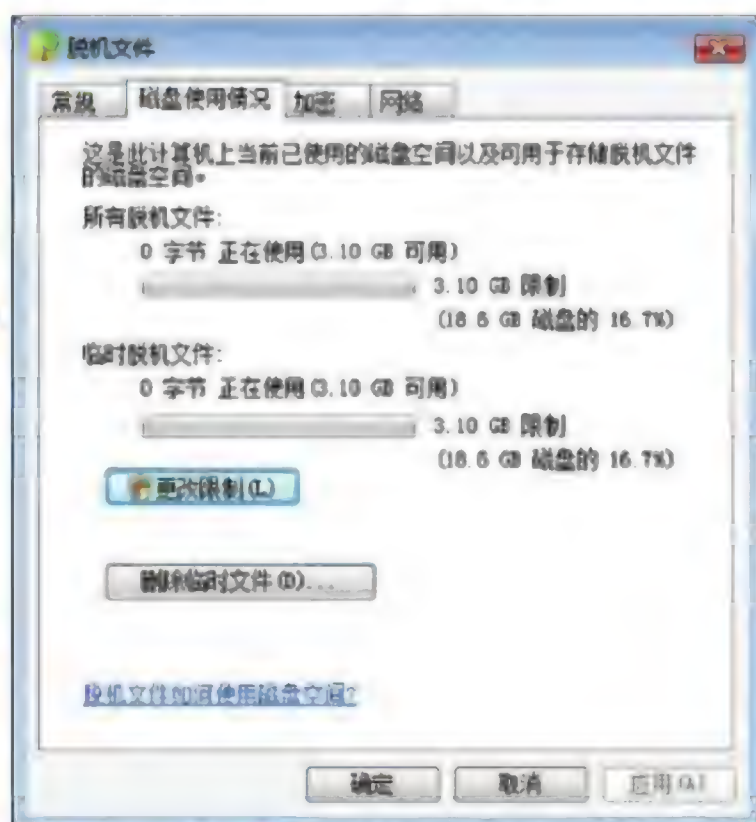 脱机文件
常规 磁盘使用情况 加密 网络
这是此计算机上当前已使用的磁盘空间以及可用于存储脱机文件
的磁盘空间。
所有脱机文件:
0 字节 正在使用(3.10 GB 可用)
3.10 GB 限制
(18.5 GB 磁盘的 16.7%)
临时脱机文件:
0 字节 正在使用(3.10 GB 可用)
3.10 GB 限制
(18.5 GB 磁盘的 16.7%)
更改限制(L)
删除临时文件(D)...
脱机文件如何使用磁盘空间?
确定 取消 应用(A)